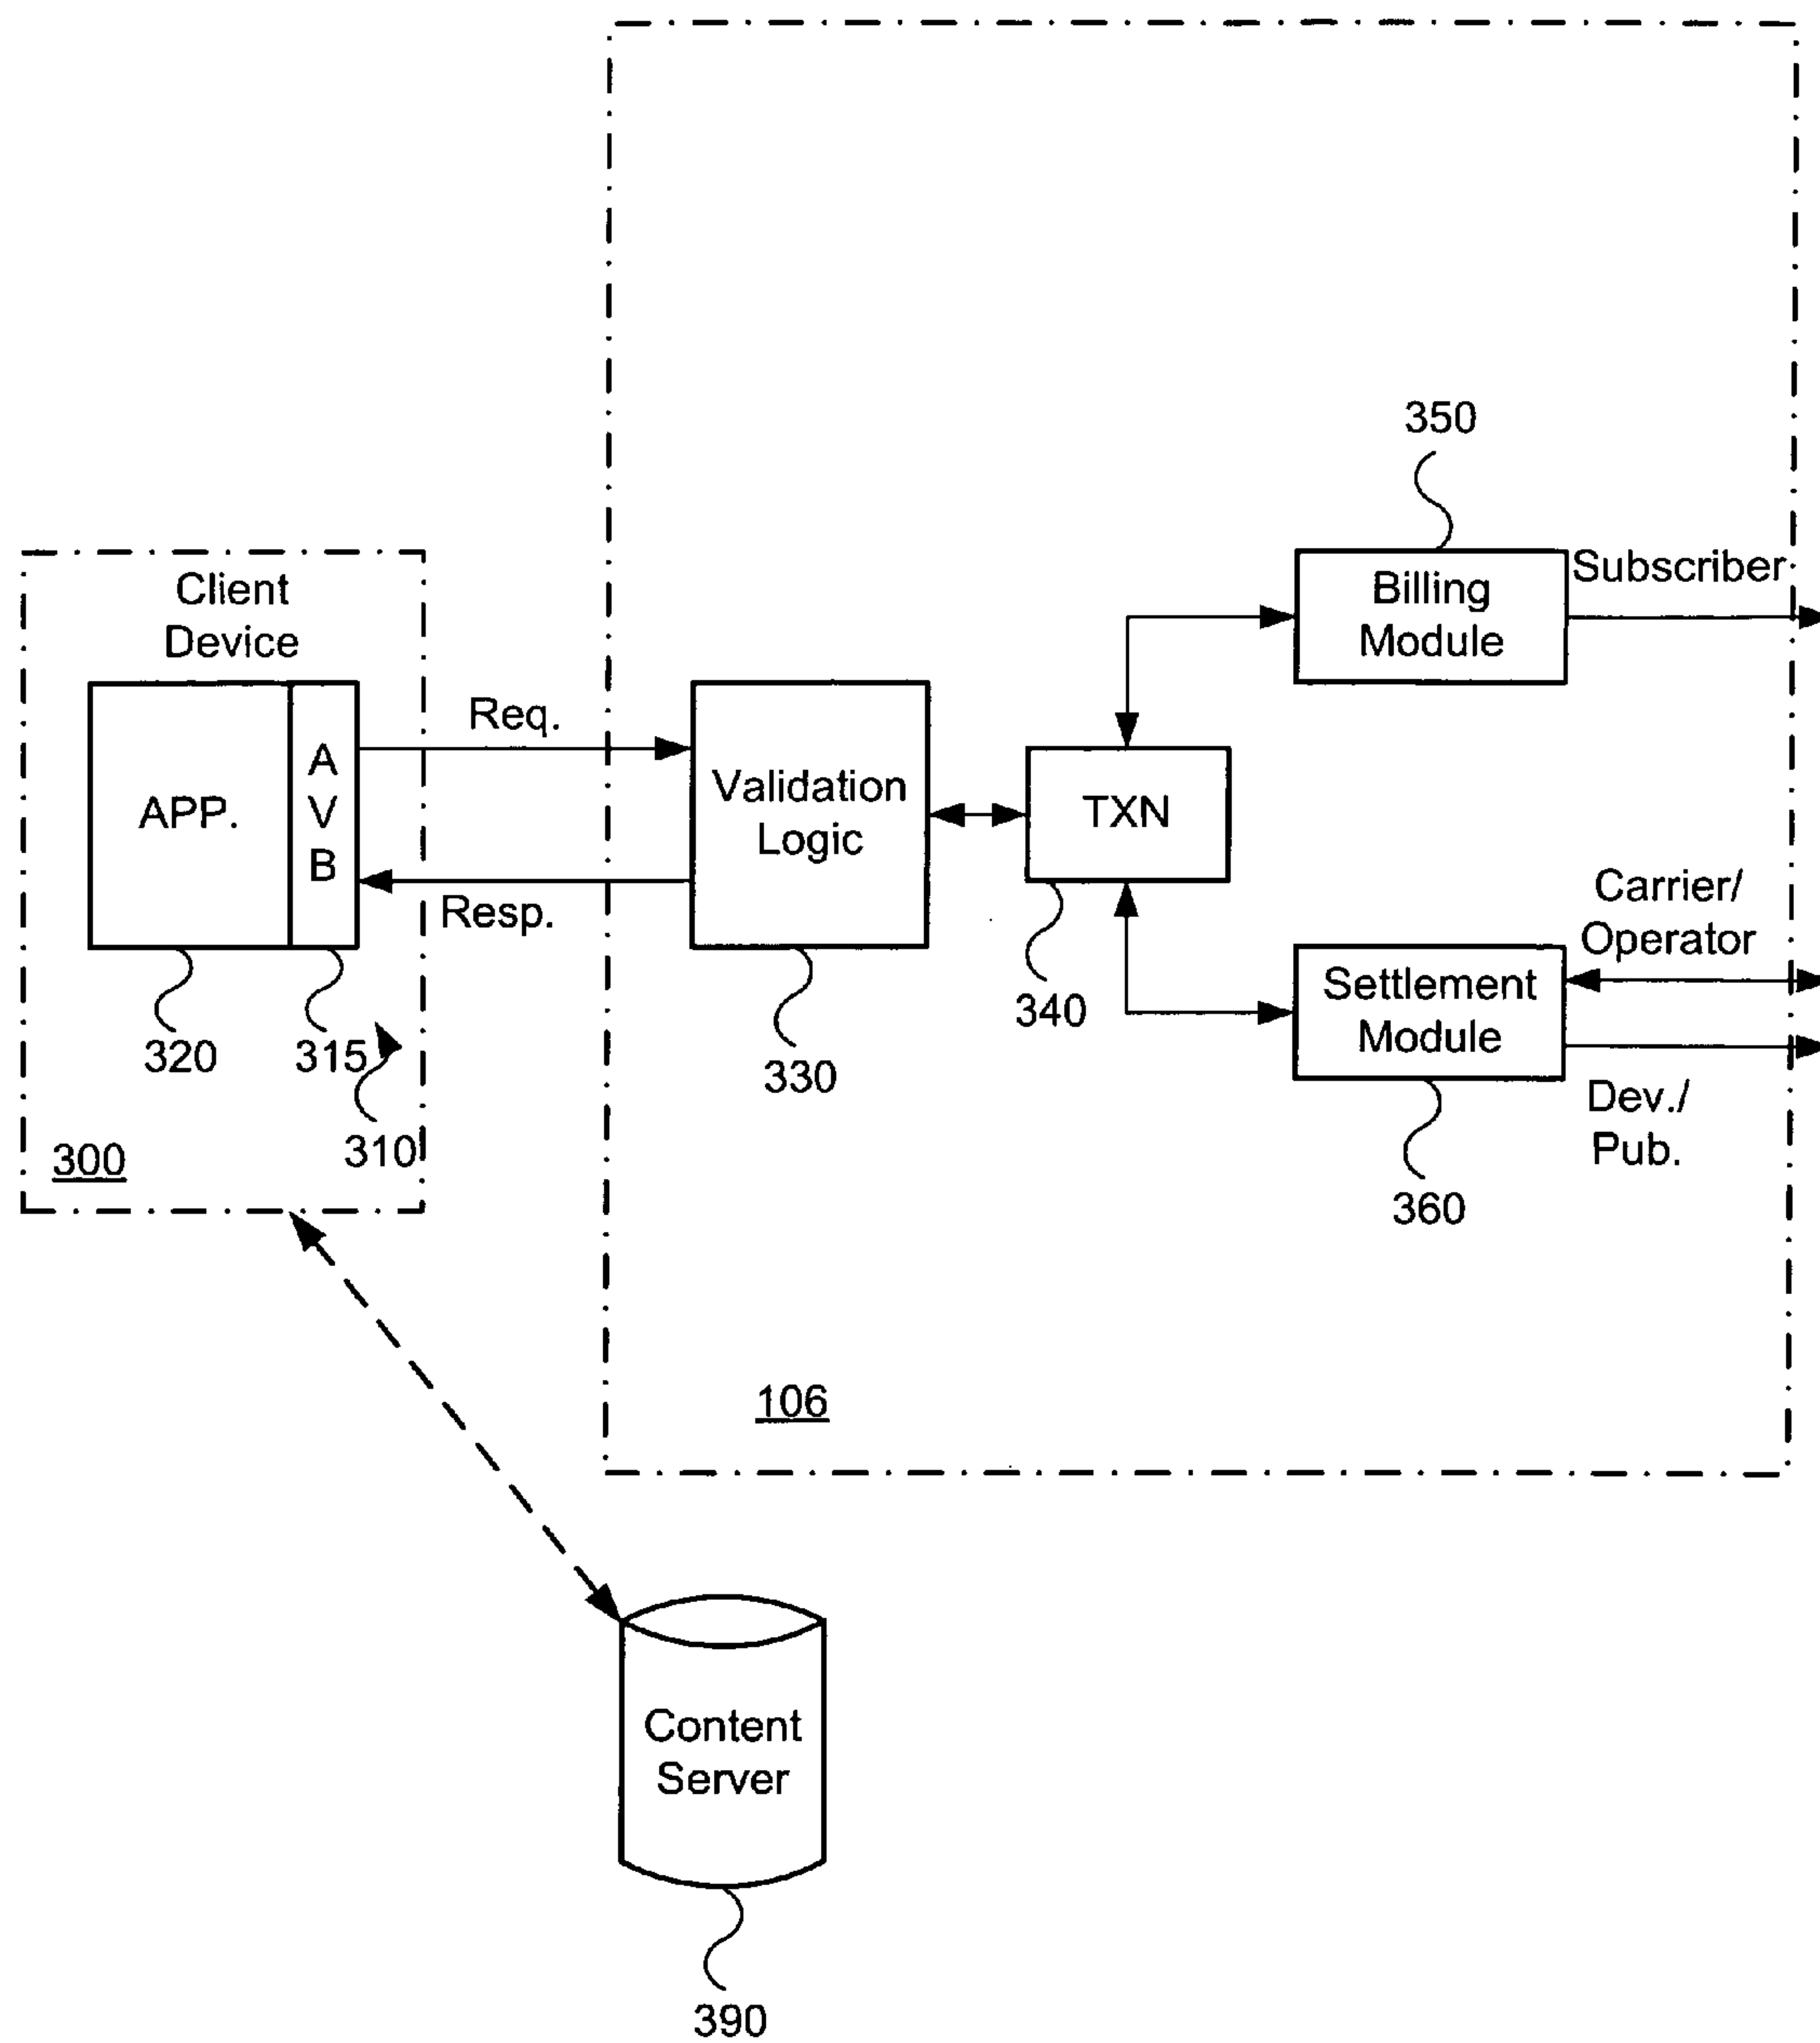 350
Billing
Module
Subscriber
Client
Device
APP.
A
V
B
Req.
Resp.
Validation
Logic
TXN
Carrier/
Operator
Settlement
Module
Dev./
Pub.
320
315
310
300
330
340
360
106
Content
Server
390